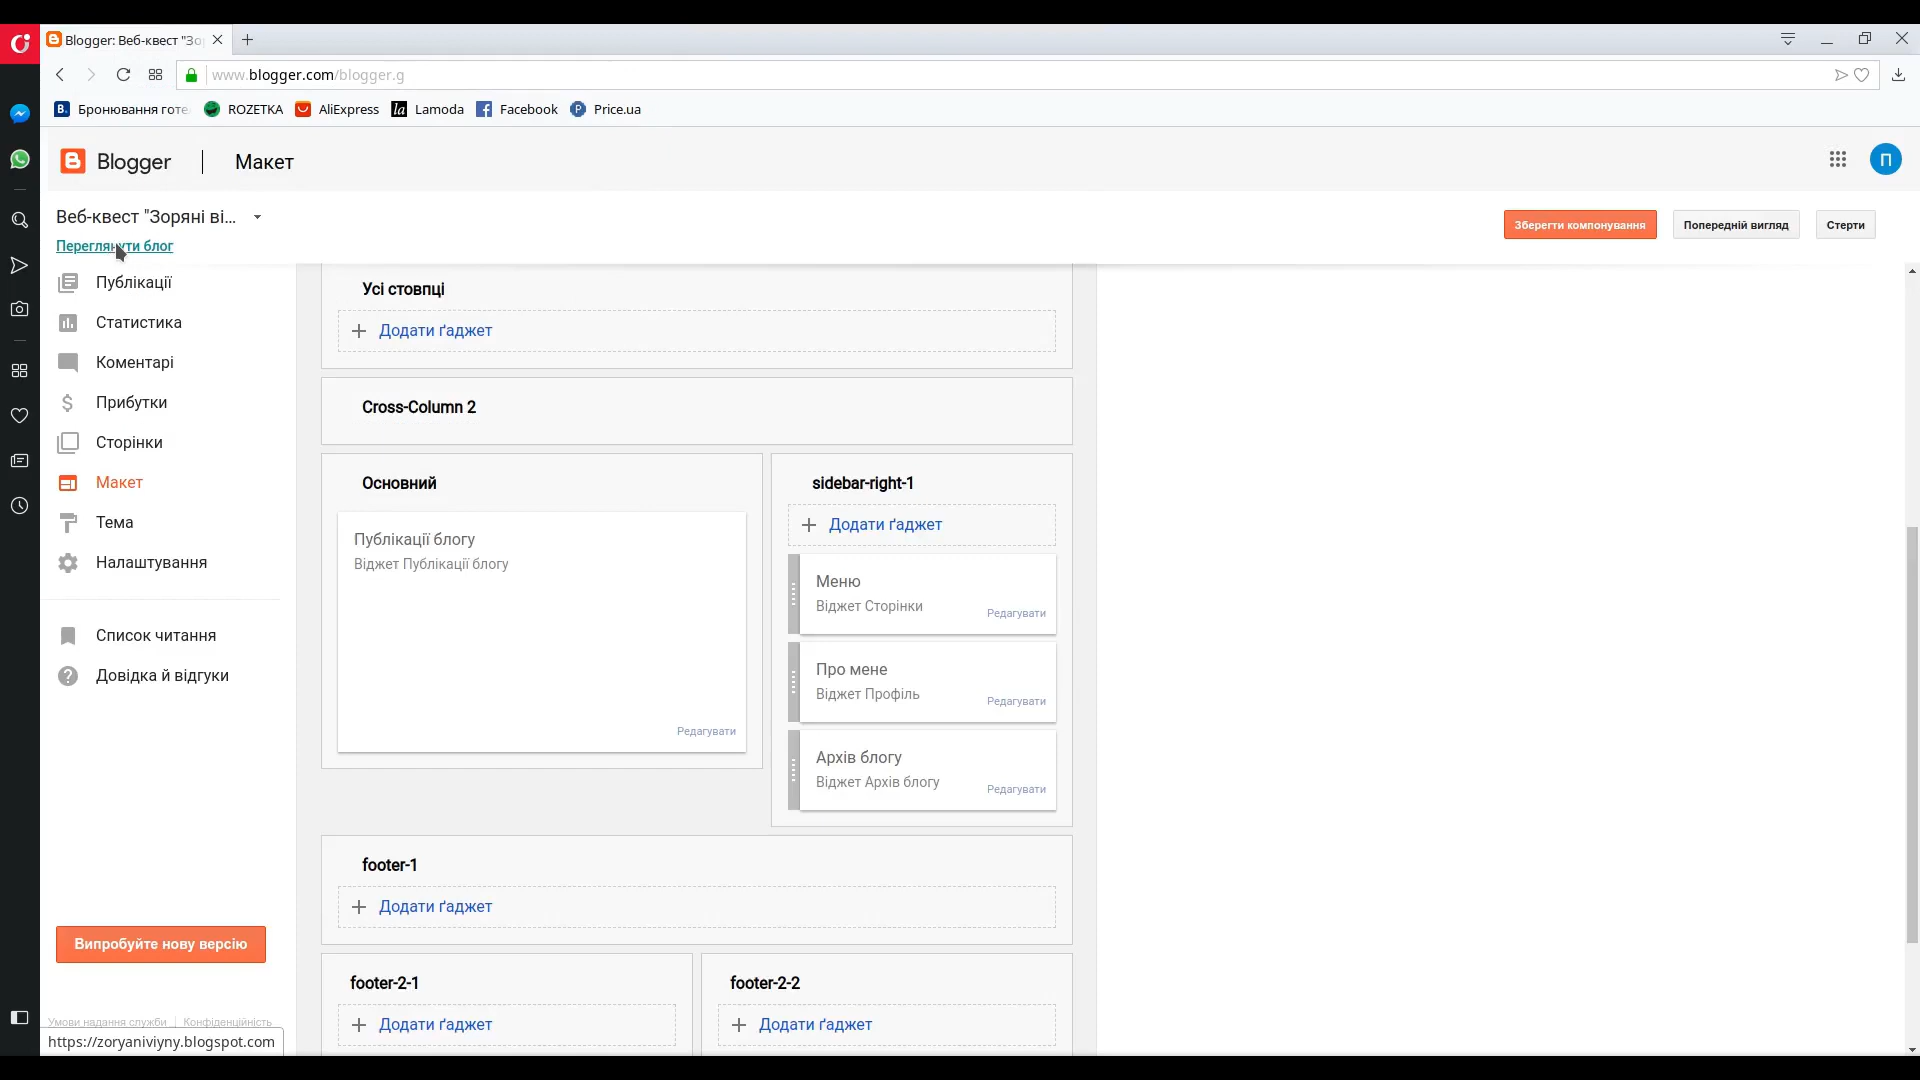 Blogger: Веб-квест "Зо
www.blogger.com/blogger.g
B. Бронювання готе
ROZETKA
AliExpress
la Lamoda
Facebook
P Price.ua
Blogger
Макет
П
Веб-квест "Зоряні ві...
Переглянути блог
Зберегти компонування
Попередній вигляд
Стерти
Публікації
Статистика
Коментарі
Прибутки
Сторінки
Макет
Тема
Налаштування
Список читання
Довідка й відгуки
Випробуйте нову версію
Умови надання служби | Конфіденційність
https://zoryaniviyny.blogspot.com
Усі стовпці
Додати ґаджет
Cross-Column 2
Основний
Публікації блогу
Віджет Публікації блогу
Редагувати
sidebar-right-1
Додати ґаджет
Меню
Віджет Сторінки
Редагувати
Про мене
Віджет Профіль
Редагувати
Архів блогу
Віджет Архів блогу
Редагувати
footer-1
Додати ґаджет
footer-2-1
Додати ґаджет
footer-2-2
Додати ґаджет